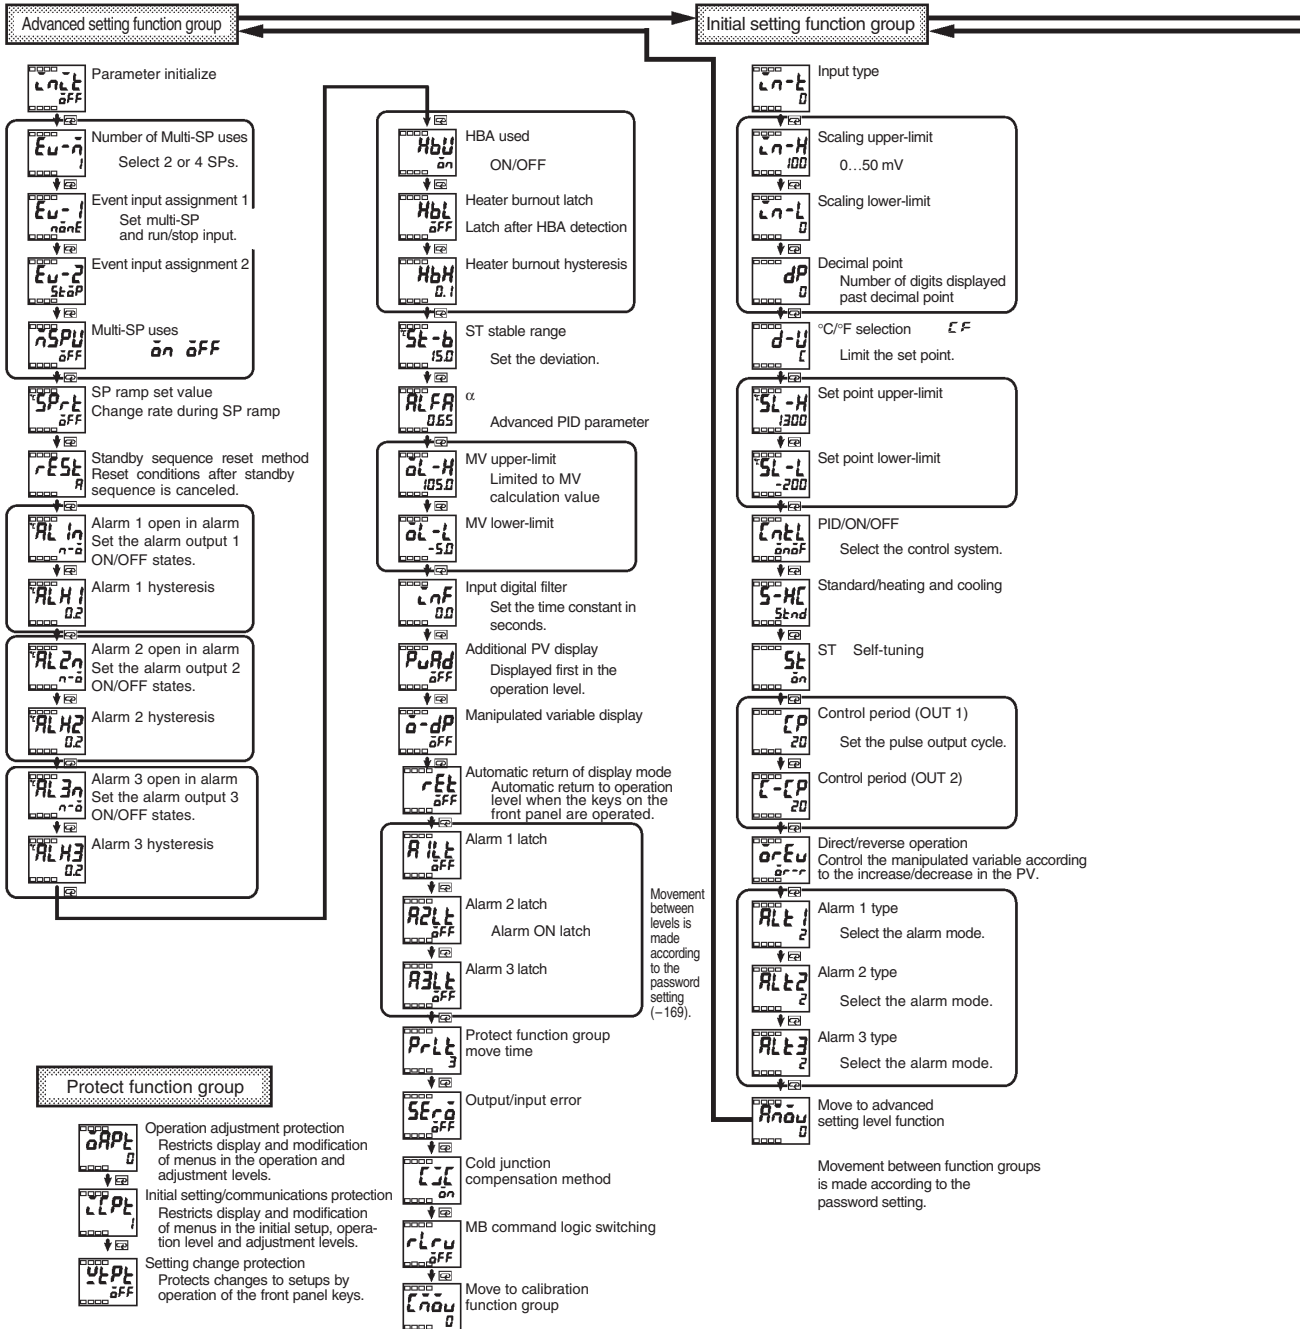 Advanced setting function group
Initial setting function group
Parameter initialize
Number of Multi-SP uses
Select 2 or 4 SPs.
Event input assignment 1
Set multi-SP
and run/stop input.
Event input assignment 2
Multi-SP uses
on oFF
SP ramp set value
Change rate during SP ramp
Standby sequence reset method
Reset conditions after standby
sequence is canceled.
Alarm 1 open in alarm
Set the alarm output 1
ON/OFF states.
Alarm 1 hysteresis
Alarm 2 open in alarm
Set the alarm output 2
ON/OFF states.
Alarm 2 hysteresis
Alarm 3 open in alarm
Set the alarm output 3
ON/OFF states.
Alarm 3 hysteresis
HBA used
ON/OFF
Heater burnout latch
Latch after HBA detection
Heater burnout hysteresis
ST stable range
Set the deviation.
α
Advanced PID parameter
MV upper-limit
Limited to MV
calculation value
MV lower-limit
Input digital filter
Set the time constant in
seconds.
Additional PV display
Displayed first in the
operation level.
Manipulated variable display
Automatic return of display mode
Automatic return to operation
level when the keys on the
front panel are operated.
Alarm 1 latch
Alarm 2 latch
Alarm ON latch
Alarm 3 latch
Movement
between
levels is
made
according
to the
password
setting
(−169).
Protect function group
move time
Output/input error
Cold junction
compensation method
MB command logic switching
Move to calibration
function group
Input type
Scaling upper-limit
0…50 mV
Scaling lower-limit
Decimal point
Number of digits displayed
past decimal point
°C/°F selection C F
Limit the set point.
Set point upper-limit
Set point lower-limit
PID/ON/OFF
Select the control system.
Standard/heating and cooling
ST Self-tuning
Control period (OUT 1)
Set the pulse output cycle.
Control period (OUT 2)
Direct/reverse operation
Control the manipulated variable according
to the increase/decrease in the PV.
Alarm 1 type
Select the alarm mode.
Alarm 2 type
Select the alarm mode.
Alarm 3 type
Select the alarm mode.
Move to advanced
setting level function
Movement between function groups
is made according to the
password setting.
Protect function group
Operation adjustment protection
Restricts display and modification
of menus in the operation and
adjustment levels.
Initial setting/communications protection
Restricts display and modification
of menus in the initial setup, opera-
tion level and adjustment levels.
Setting change protection
Protects changes to setups by
operation of the front panel keys.